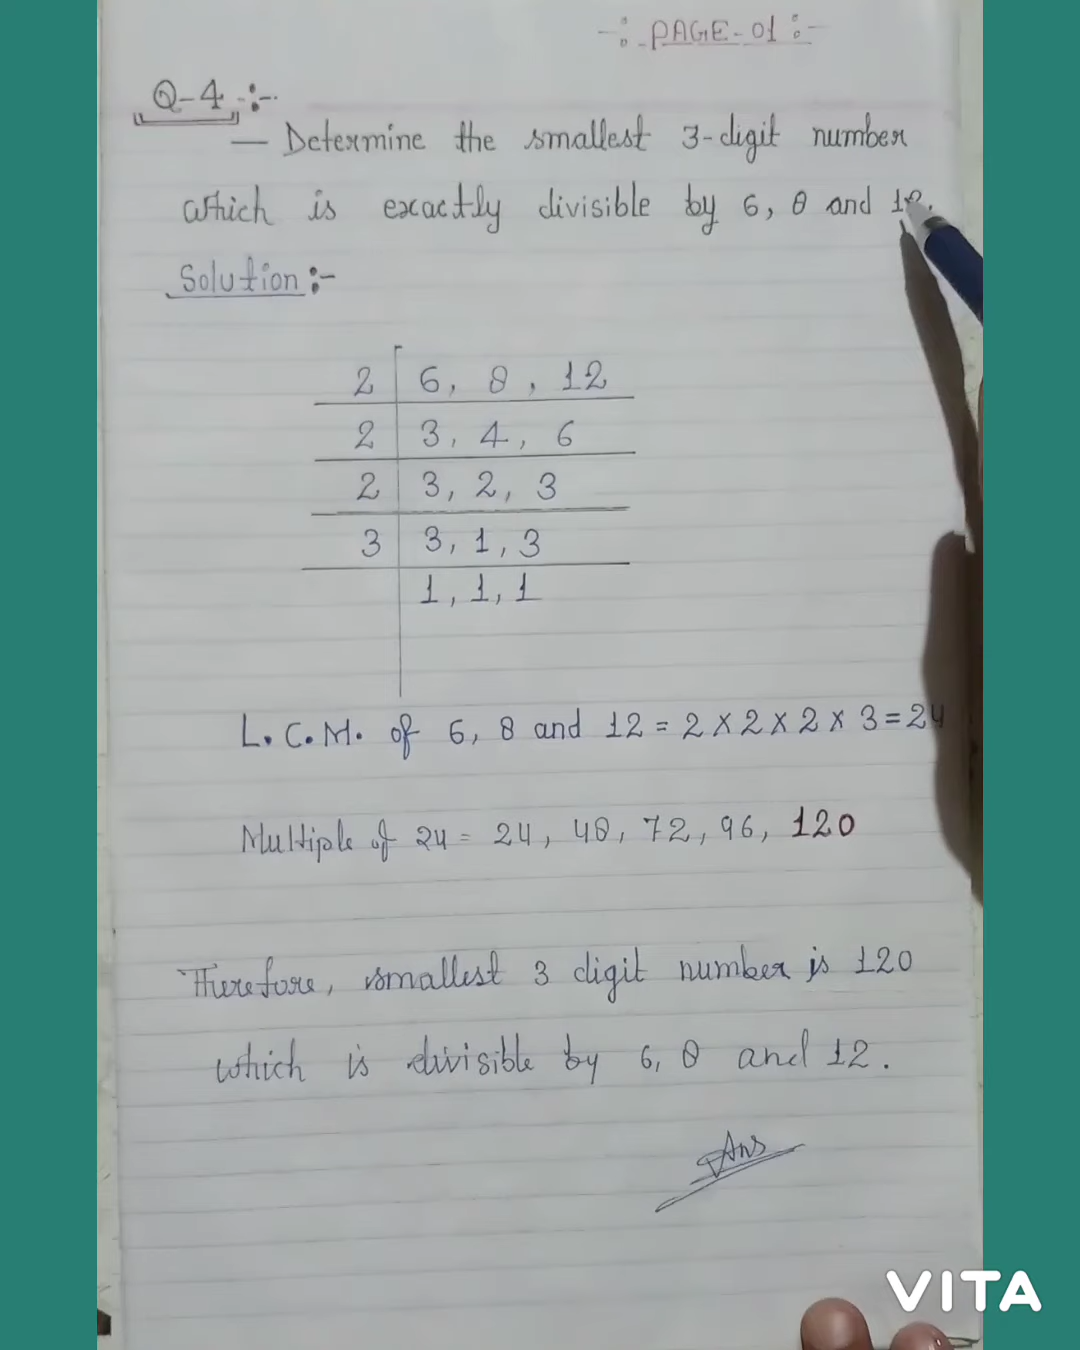 -:- PAGE-01 :-
Q-4 :-
— Determine the smallest 3-digit number
which is exactly divisible by 6, 8 and 12.
Solution :-
2 | 6, 8, 12
2 | 3, 4, 6
2 | 3, 2, 3
3 | 3, 1, 3
| 1, 1, 1
L.C.M. of 6, 8 and 12 = 2 × 2 × 2 × 3 = 24
Multiple of 24 = 24, 48, 72, 96, 120
Therefore, smallest 3 digit number is 120
which is divisible by 6, 8 and 12.
Ans
VITA